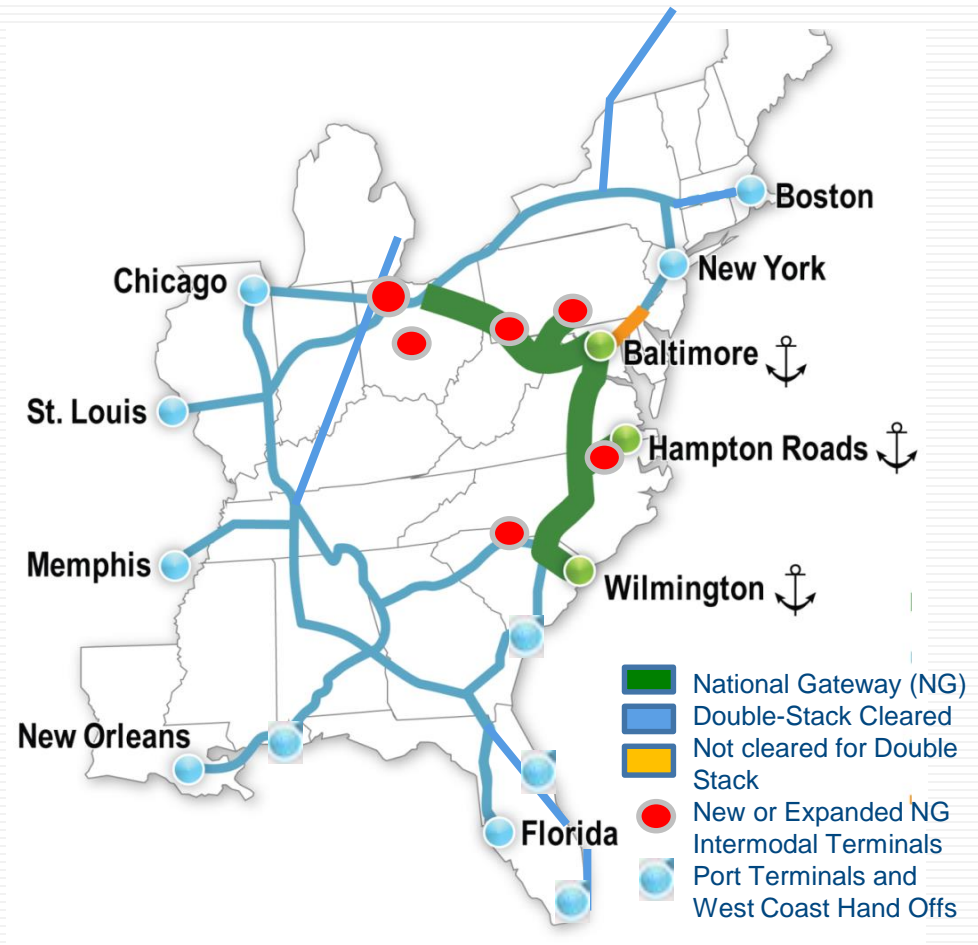 Boston
New York
Chicago
Baltimore
St. Louis
Hampton Roads
Memphis
Wilmington
New Orleans
Florida
National Gateway (NG)
Double-Stack Cleared
Not cleared for Double
Stack
New or Expanded NG
Intermodal Terminals
Port Terminals and
West Coast Hand Offs